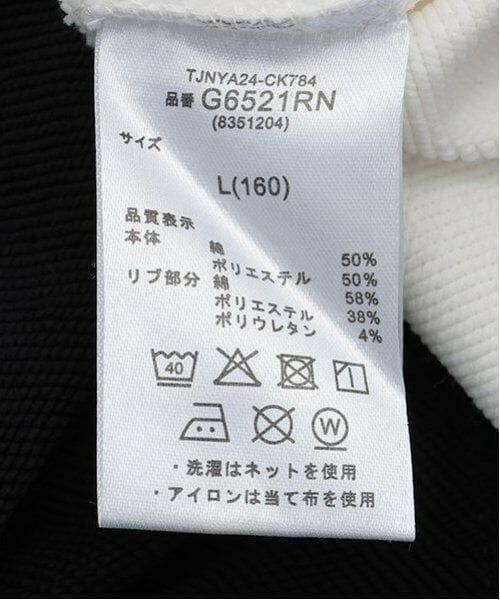 TJNYA24-CK784
品番 G6521RN
(8351204)
サイズ
L(160)
品質表示
本体
綿 50%
ポリエステル 50%
リブ部分 綿 58%
ポリエステル 38%
ポリウレタン 4%
40
W
・洗濯はネットを使用
・アイロンは当て布を使用